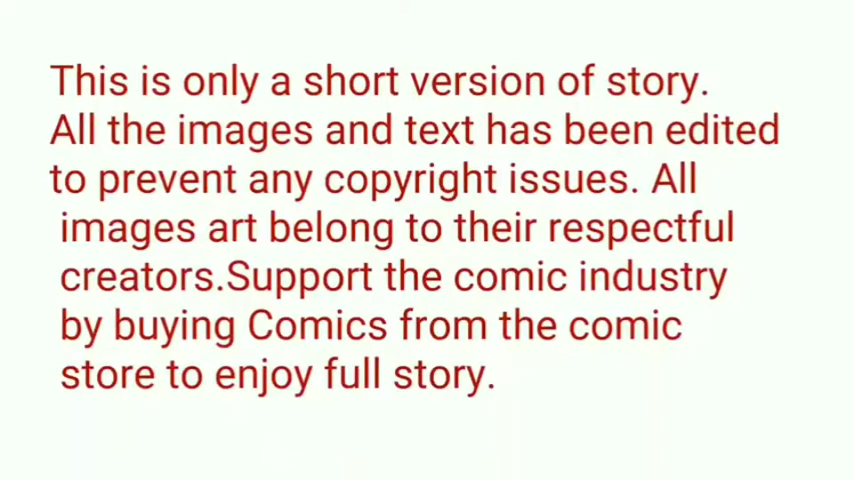 This is only a short version of story.
All the images and text has been edited
to prevent any copyright issues. All
images art belong to their respectful
creators.Support the comic industry
by buying Comics from the comic
store to enjoy full story.